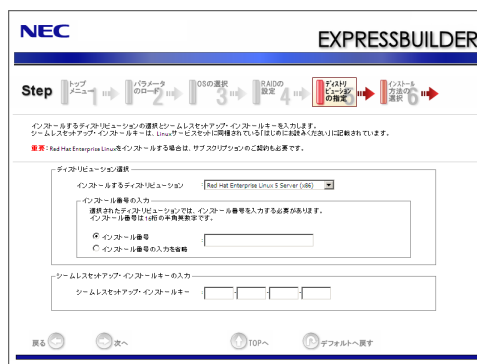 NEC
EXPRESSBUILDER
Step
トップメニュー 1
パラメータのロード 2
OSの選択 3
RAIDの設定 4
ディストリビューションの指定 5
インストール方法の選択 6
インストールするディストリビューションの選択とシームレスセットアップ・インストールキーを入力します。
シームレスセットアップ・インストールキーは、Linuxサービスセットに同梱されている「はじめにお読みください」に記載されています。
重要：Red Hat Enterprise Linuxをインストールする場合は、サブスクリプションのご契約も必要です。
ディストリビューション選択
インストールするディストリビューション : Red Hat Enterprise Linux 5 Server (x86)
インストール番号の入力
選択されたディストリビューションでは、インストール番号を入力する必要があります。
インストール番号は16桁の半角英数字です。
インストール番号 :
インストール番号の入力を省略
シームレスセットアップ・インストールキーの入力
シームレスセットアップ・インストールキー : - - -
戻る 次へ TOPへ デフォルトへ戻す